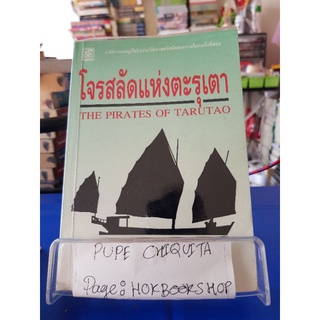 โจรสลัดแห่งตะรุเตา
THE PIRATES OF TARUTAO
PUPE CHIQUITA
Page: HOKBOOKSHOP